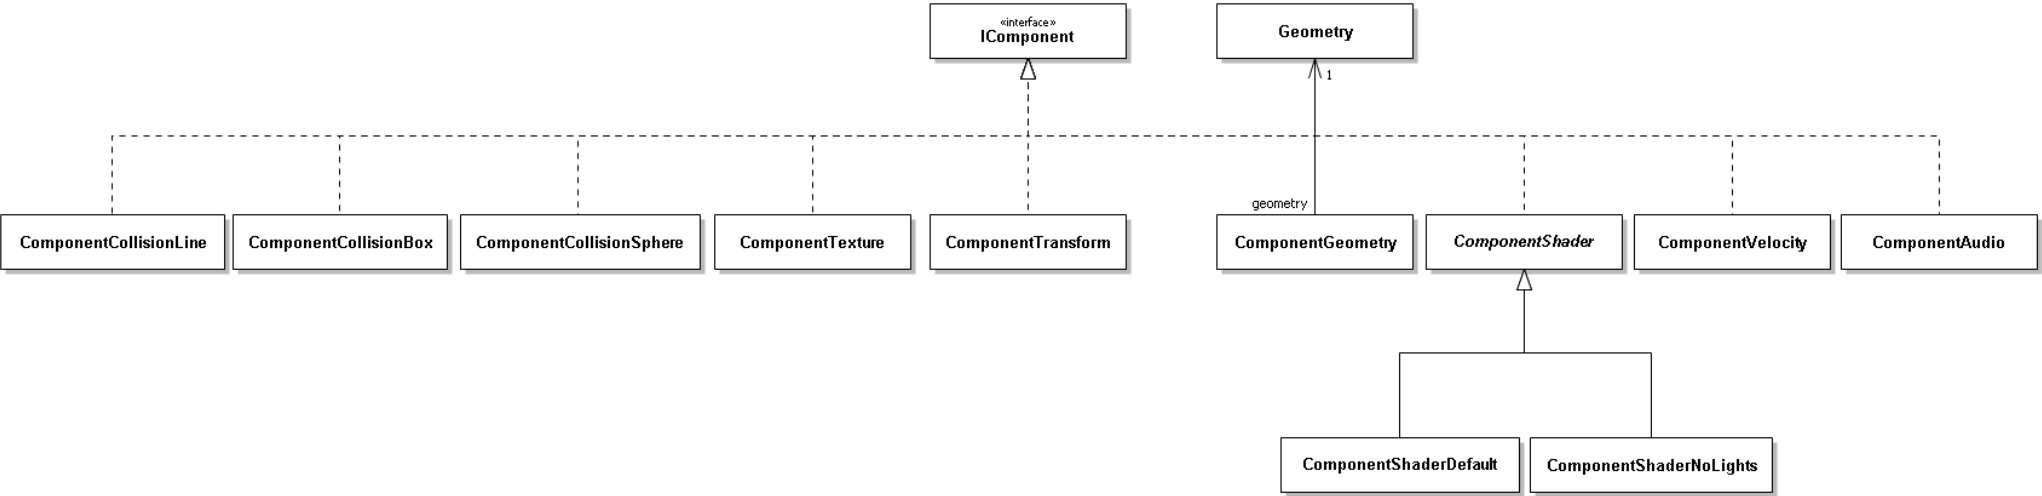 «interface»
IComponent
Geometry
1
geometry
ComponentCollisionLine
ComponentCollisionBox
ComponentCollisionSphere
ComponentTexture
ComponentTransform
ComponentGeometry
ComponentShader
ComponentVelocity
ComponentAudio
ComponentShaderDefault
ComponentShaderNoLights